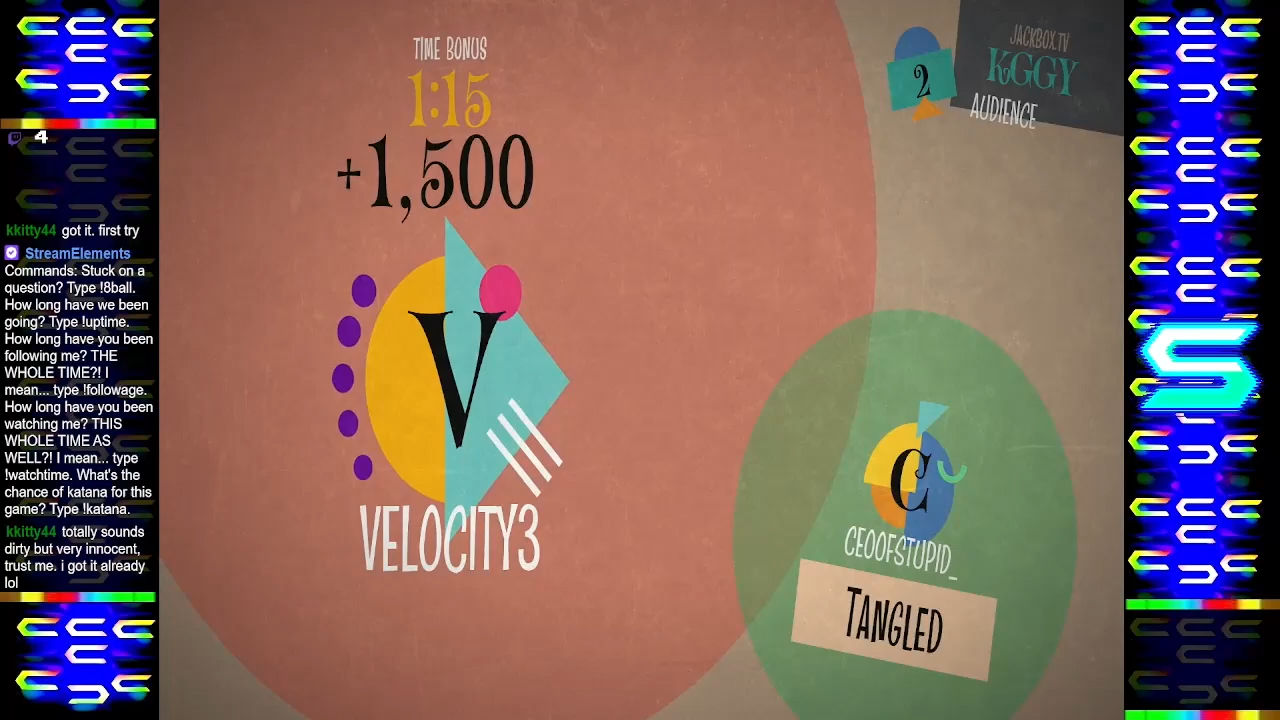 4
kkitty44 got it. first try
StreamElements
Commands: Stuck on a
question? Type !8ball.
How long have we been
going? Type !uptime.
How long have you been
following me? THE
WHOLE TIME?! I
mean... type !followage.
How long have you been
watching me? THIS
WHOLE TIME AS
WELL?! I mean... type
!watchtime. What's the
chance of katana for this
game? Type !katana.
kkitty44 totally sounds
dirty but very innocent,
trust me. i got it already
lol
TIME BONUS
1:15
+1,500
V
VELOCITY3
2
JACKBOX.TV
KGGY
AUDIENCE
C
CEOOFSTUPID_
TANGLED
S